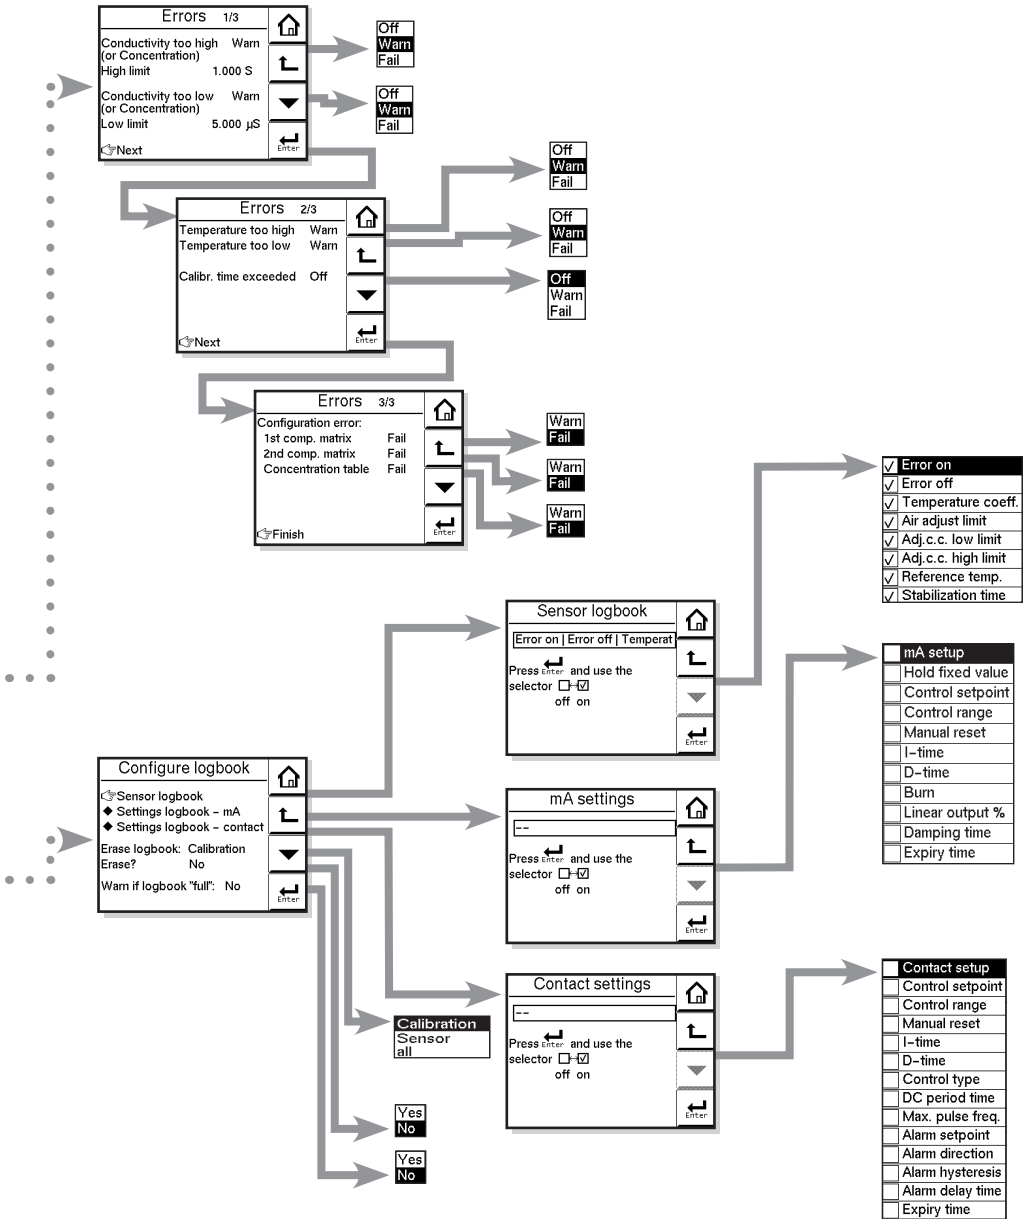 Errors 1/3
Conductivity too high Warn
(or Concentration)
High limit 1.000 S
Conductivity too low Warn
(or Concentration)
Low limit 5.000 µS
Next
Enter
Off
Warn
Fail
Off
Warn
Fail
Errors 2/3
Temperature too high Warn
Temperature too low Warn
Calibr. time exceeded Off
Next
Enter
Off
Warn
Fail
Off
Warn
Fail
Off
Warn
Fail
Errors 3/3
Configuration error:
1st comp. matrix Fail
2nd comp. matrix Fail
Concentration table Fail
Finish
Enter
Warn
Fail
Warn
Fail
Warn
Fail
Configure logbook
Sensor logbook
Settings logbook - mA
Settings logbook - contact
Erase logbook: Calibration
Erase? No
Warn if logbook "full": No
Enter
Sensor logbook
Error on | Error off | Temperat
Press Enter and use the
selector
off on
Enter
Error on
Error off
Temperature coeff.
Air adjust limit
Adj.c.c. low limit
Adj.c.c. high limit
Reference temp.
Stabilization time
mA settings
--
Press Enter and use the
selector
off on
Enter
mA setup
Hold fixed value
Control setpoint
Control range
Manual reset
I-time
D-time
Burn
Linear output %
Damping time
Expiry time
Contact settings
--
Press Enter and use the
selector
off on
Enter
Contact setup
Control setpoint
Control range
Manual reset
I-time
D-time
Control type
DC period time
Max. pulse freq.
Alarm setpoint
Alarm direction
Alarm hysteresis
Alarm delay time
Expiry time
Calibration
Sensor
all
Yes
No
Yes
No